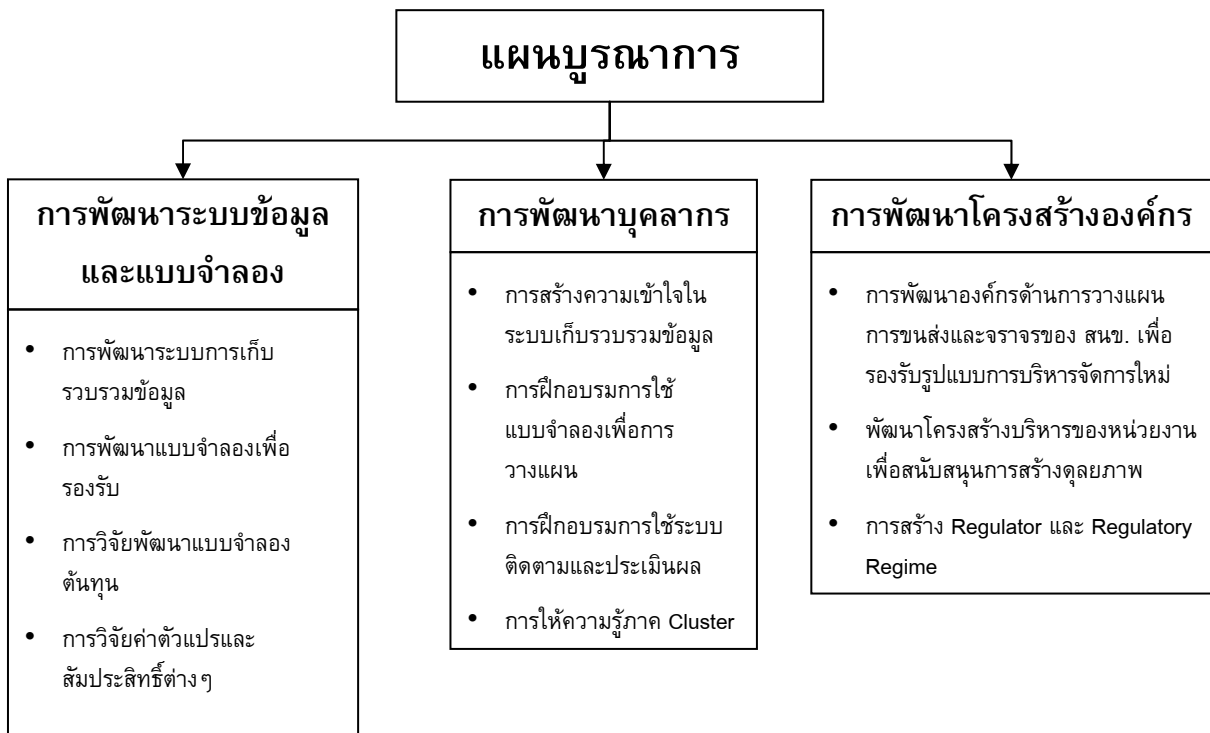 แผนบูรณาการ
การพัฒนาระบบข้อมูล
และแบบจำลอง
• การพัฒนาระบบการเก็บ
รวบรวมข้อมูล
• การพัฒนาแบบจำลองเพื่อ
รองรับ
• การวิจัยพัฒนาแบบจำลอง
ต้นทุน
• การวิจัยค่าตัวแปรและ
สัมประสิทธิ์ต่างๆ
การพัฒนาบุคลากร
• การสร้างความเข้าใจใน
ระบบเก็บรวบรวมข้อมูล
• การฝึกอบรมการใช้
แบบจำลองเพื่อการ
วางแผน
• การฝึกอบรมการใช้ระบบ
ติดตามและประเมินผล
• การให้ความรู้ภาค Cluster
การพัฒนาโครงสร้างองค์กร
• การพัฒนาองค์กรด้านการวางแผน
การขนส่งและจราจรของ สนข. เพื่อ
รองรับรูปแบบการบริหารจัดการใหม่
• พัฒนาโครงสร้างบริหารของหน่วยงาน
เพื่อสนับสนุนการสร้างดุลยภาพ
• การสร้าง Regulator และ Regulatory
Regime